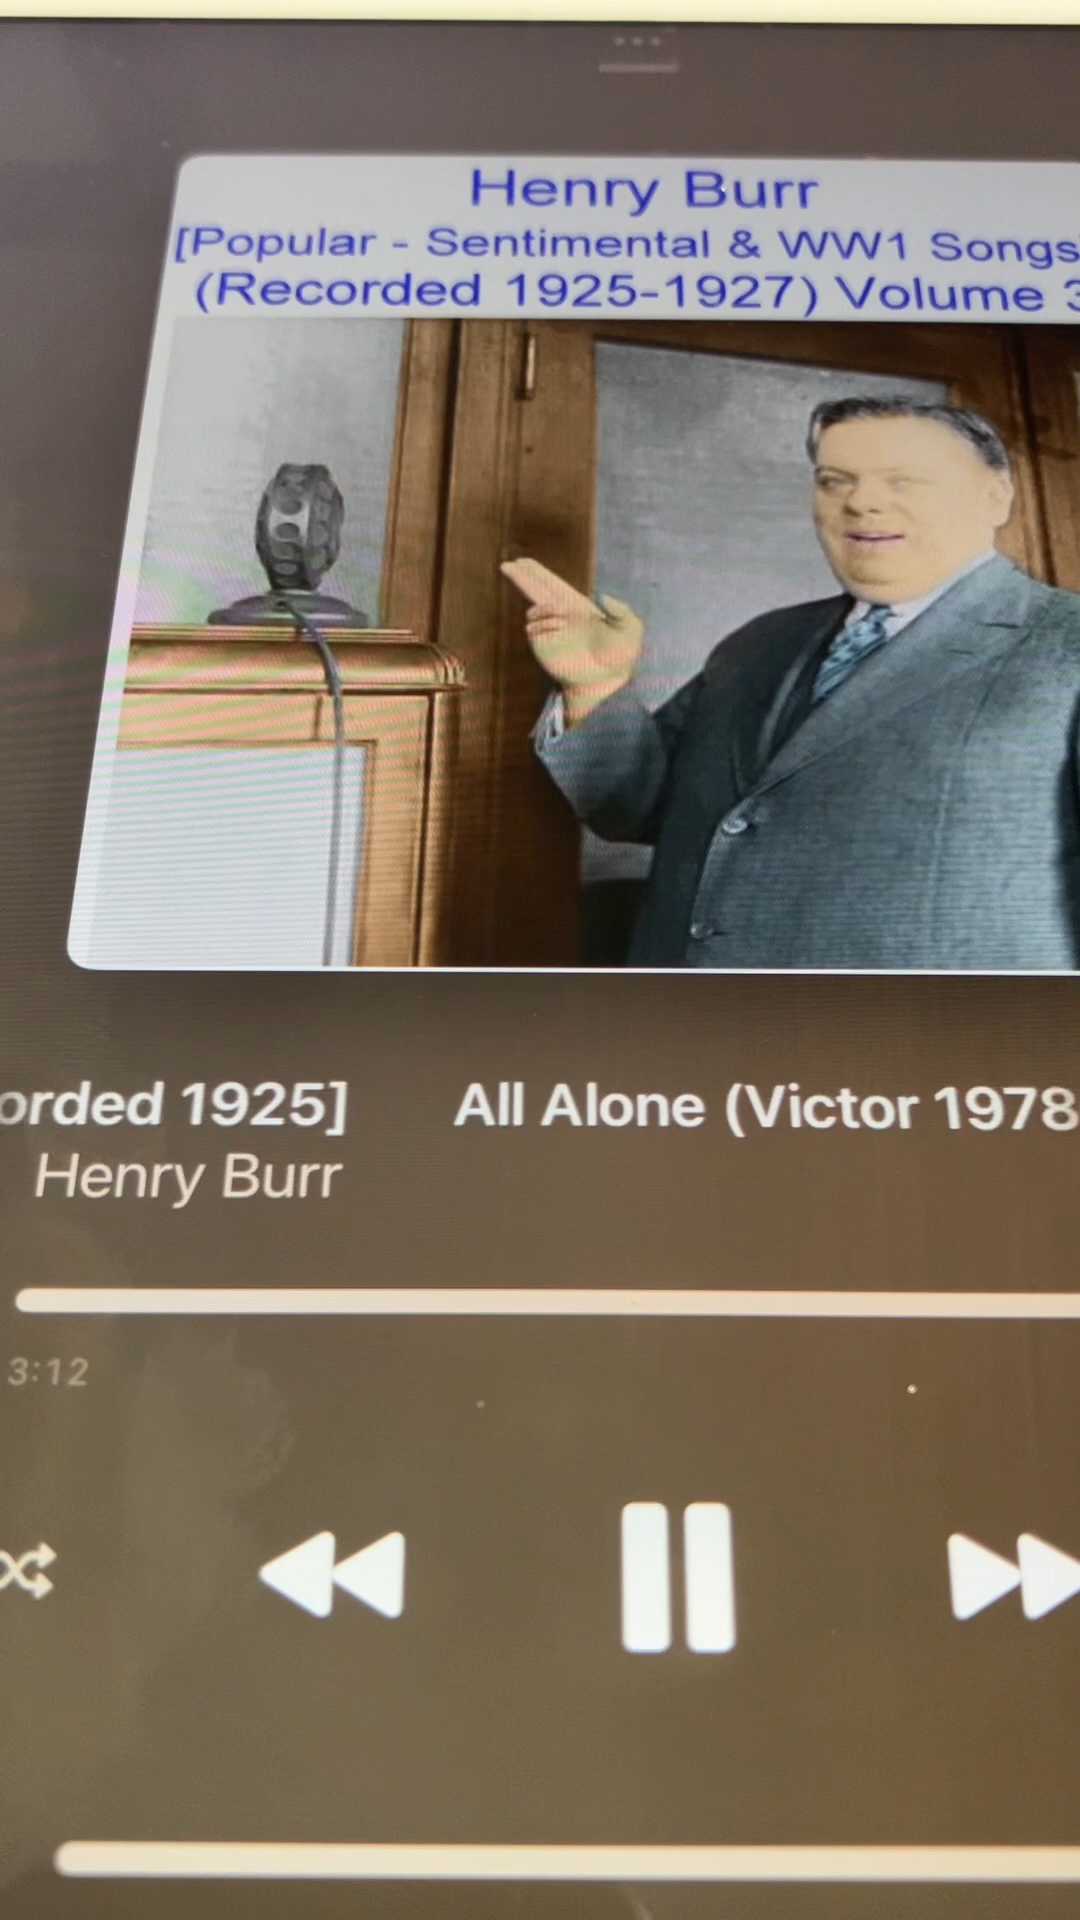 Henry Burr
[Popular - Sentimental & WW1 Songs]
(Recorded 1925-1927) Volume 3
orded 1925] All Alone (Victor 1978
Henry Burr
3:12